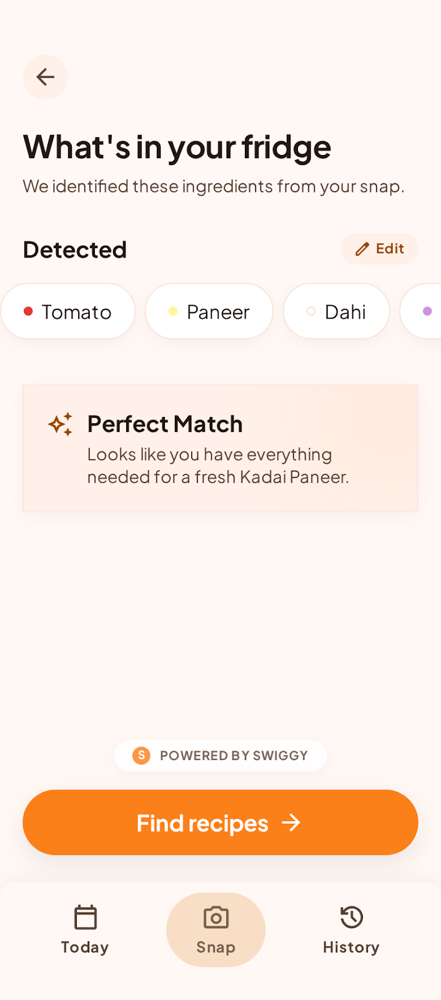 What's in your fridge
We identified these ingredients from your snap.
Detected
Edit
Tomato
Paneer
Dahi
Perfect Match
Looks like you have everything
needed for a fresh Kadai Paneer.
S POWERED BY SWIGGY
Find recipes
Today
Snap
History